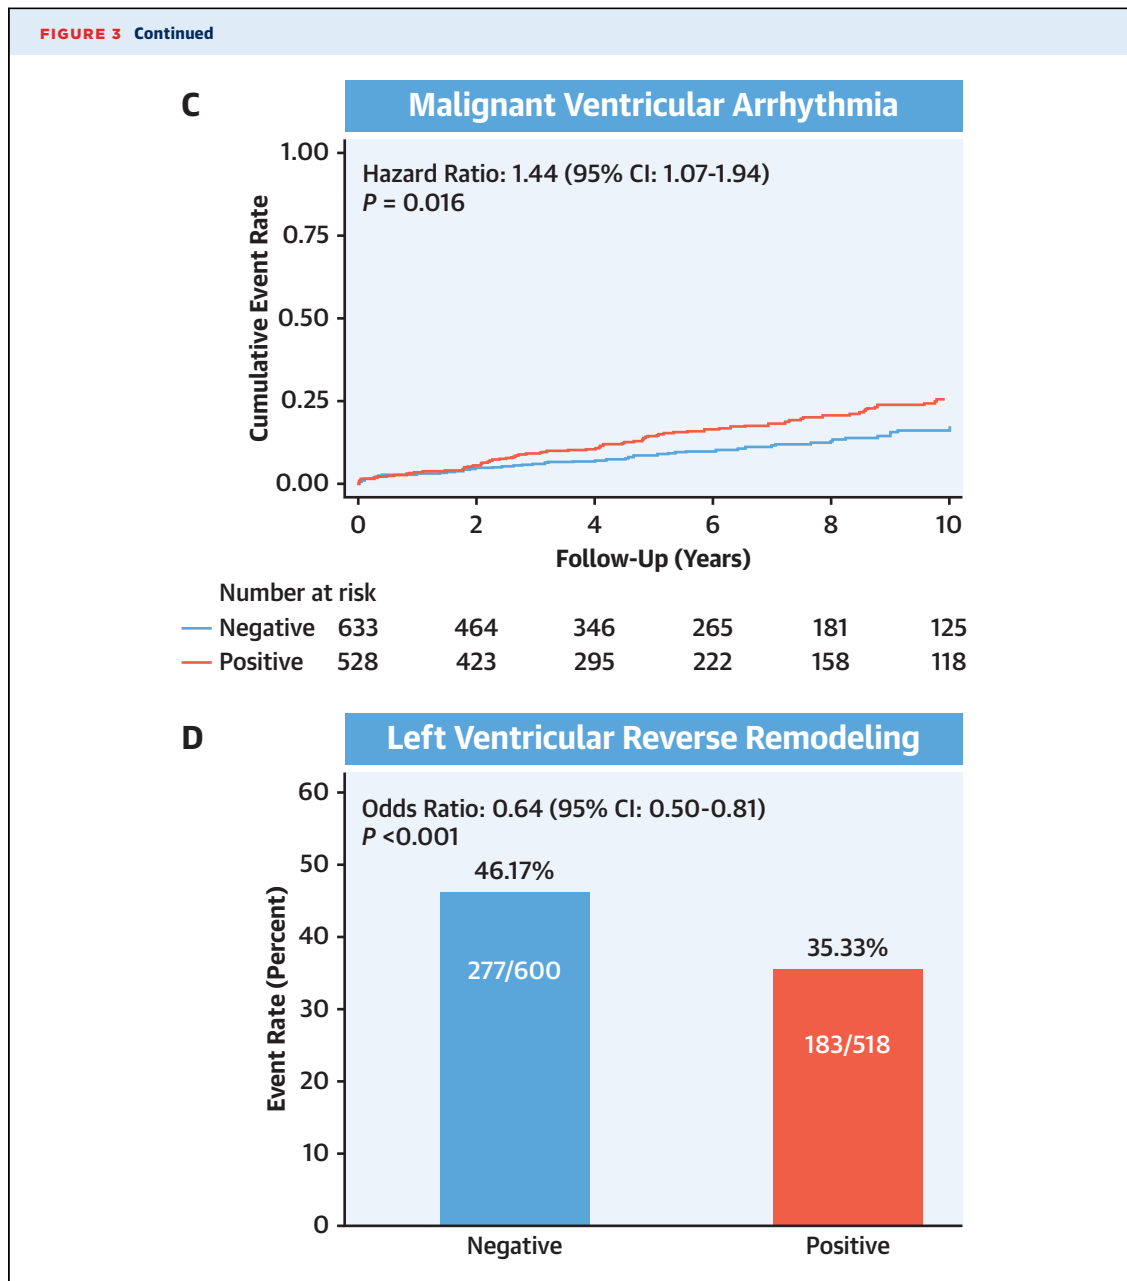 FIGURE 3 Continued
C
Malignant Ventricular Arrhythmia
Hazard Ratio: 1.44 (95% CI: 1.07-1.94)
P = 0.016
Cumulative Event Rate
1.00
0.75
0.50
0.25
0.00
0 2 4 6 8 10
Follow-Up (Years)
Number at risk
Negative 633 464 346 265 181 125
Positive 528 423 295 222 158 118
D
Left Ventricular Reverse Remodeling
Odds Ratio: 0.64 (95% CI: 0.50-0.81)
P <0.001
Event Rate (Percent)
60
50
40
30
20
10
0
46.17%
277/600
35.33%
183/518
Negative Positive